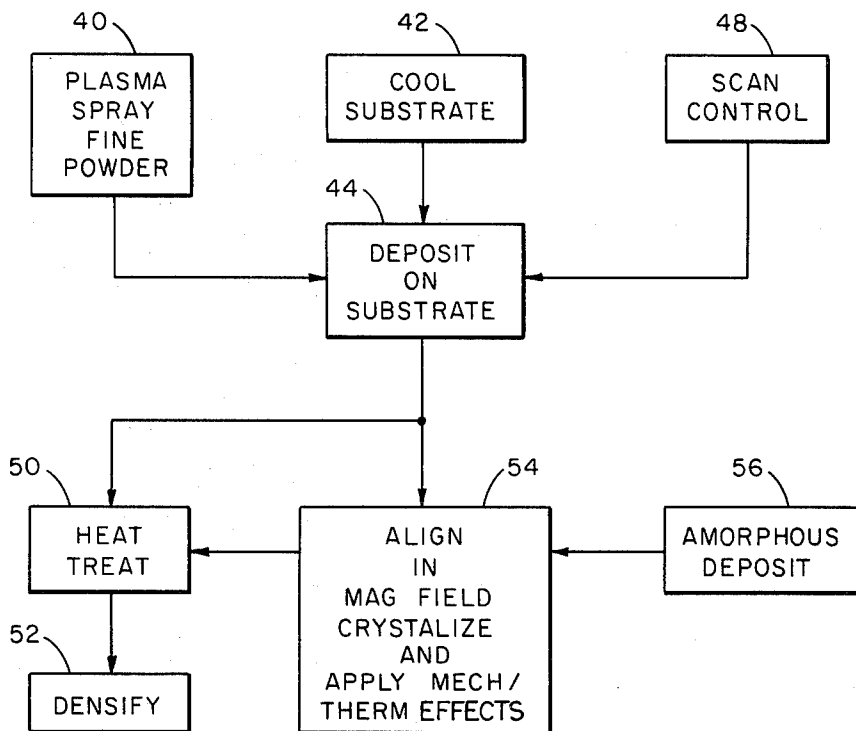 40
42
48
PLASMA
SPRAY
FINE
POWDER
COOL
SUBSTRATE
SCAN
CONTROL
44
DEPOSIT
ON
SUBSTRATE
50
54
56
HEAT
TREAT
ALIGN
IN
MAG FIELD
CRYSTALIZE
AND
APPLY MECH/
THERM EFFECTS
AMORPHOUS
DEPOSIT
52
DENSIFY